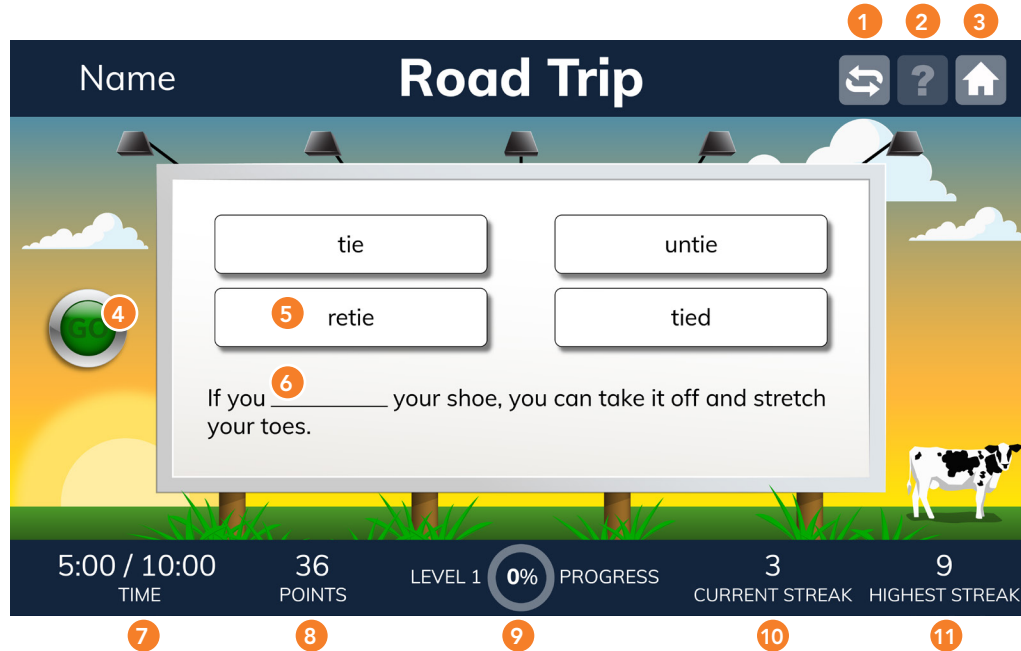 1 2 3
Name Road Trip ?
tie untie
4 GO
5 retie tied
6
If you __________ your shoe, you can take it off and stretch
your toes.
5:00 / 10:00 36 LEVEL 1 0% PROGRESS 3 9
TIME POINTS CURRENT STREAK HIGHEST STREAK
7 8 9 10 11